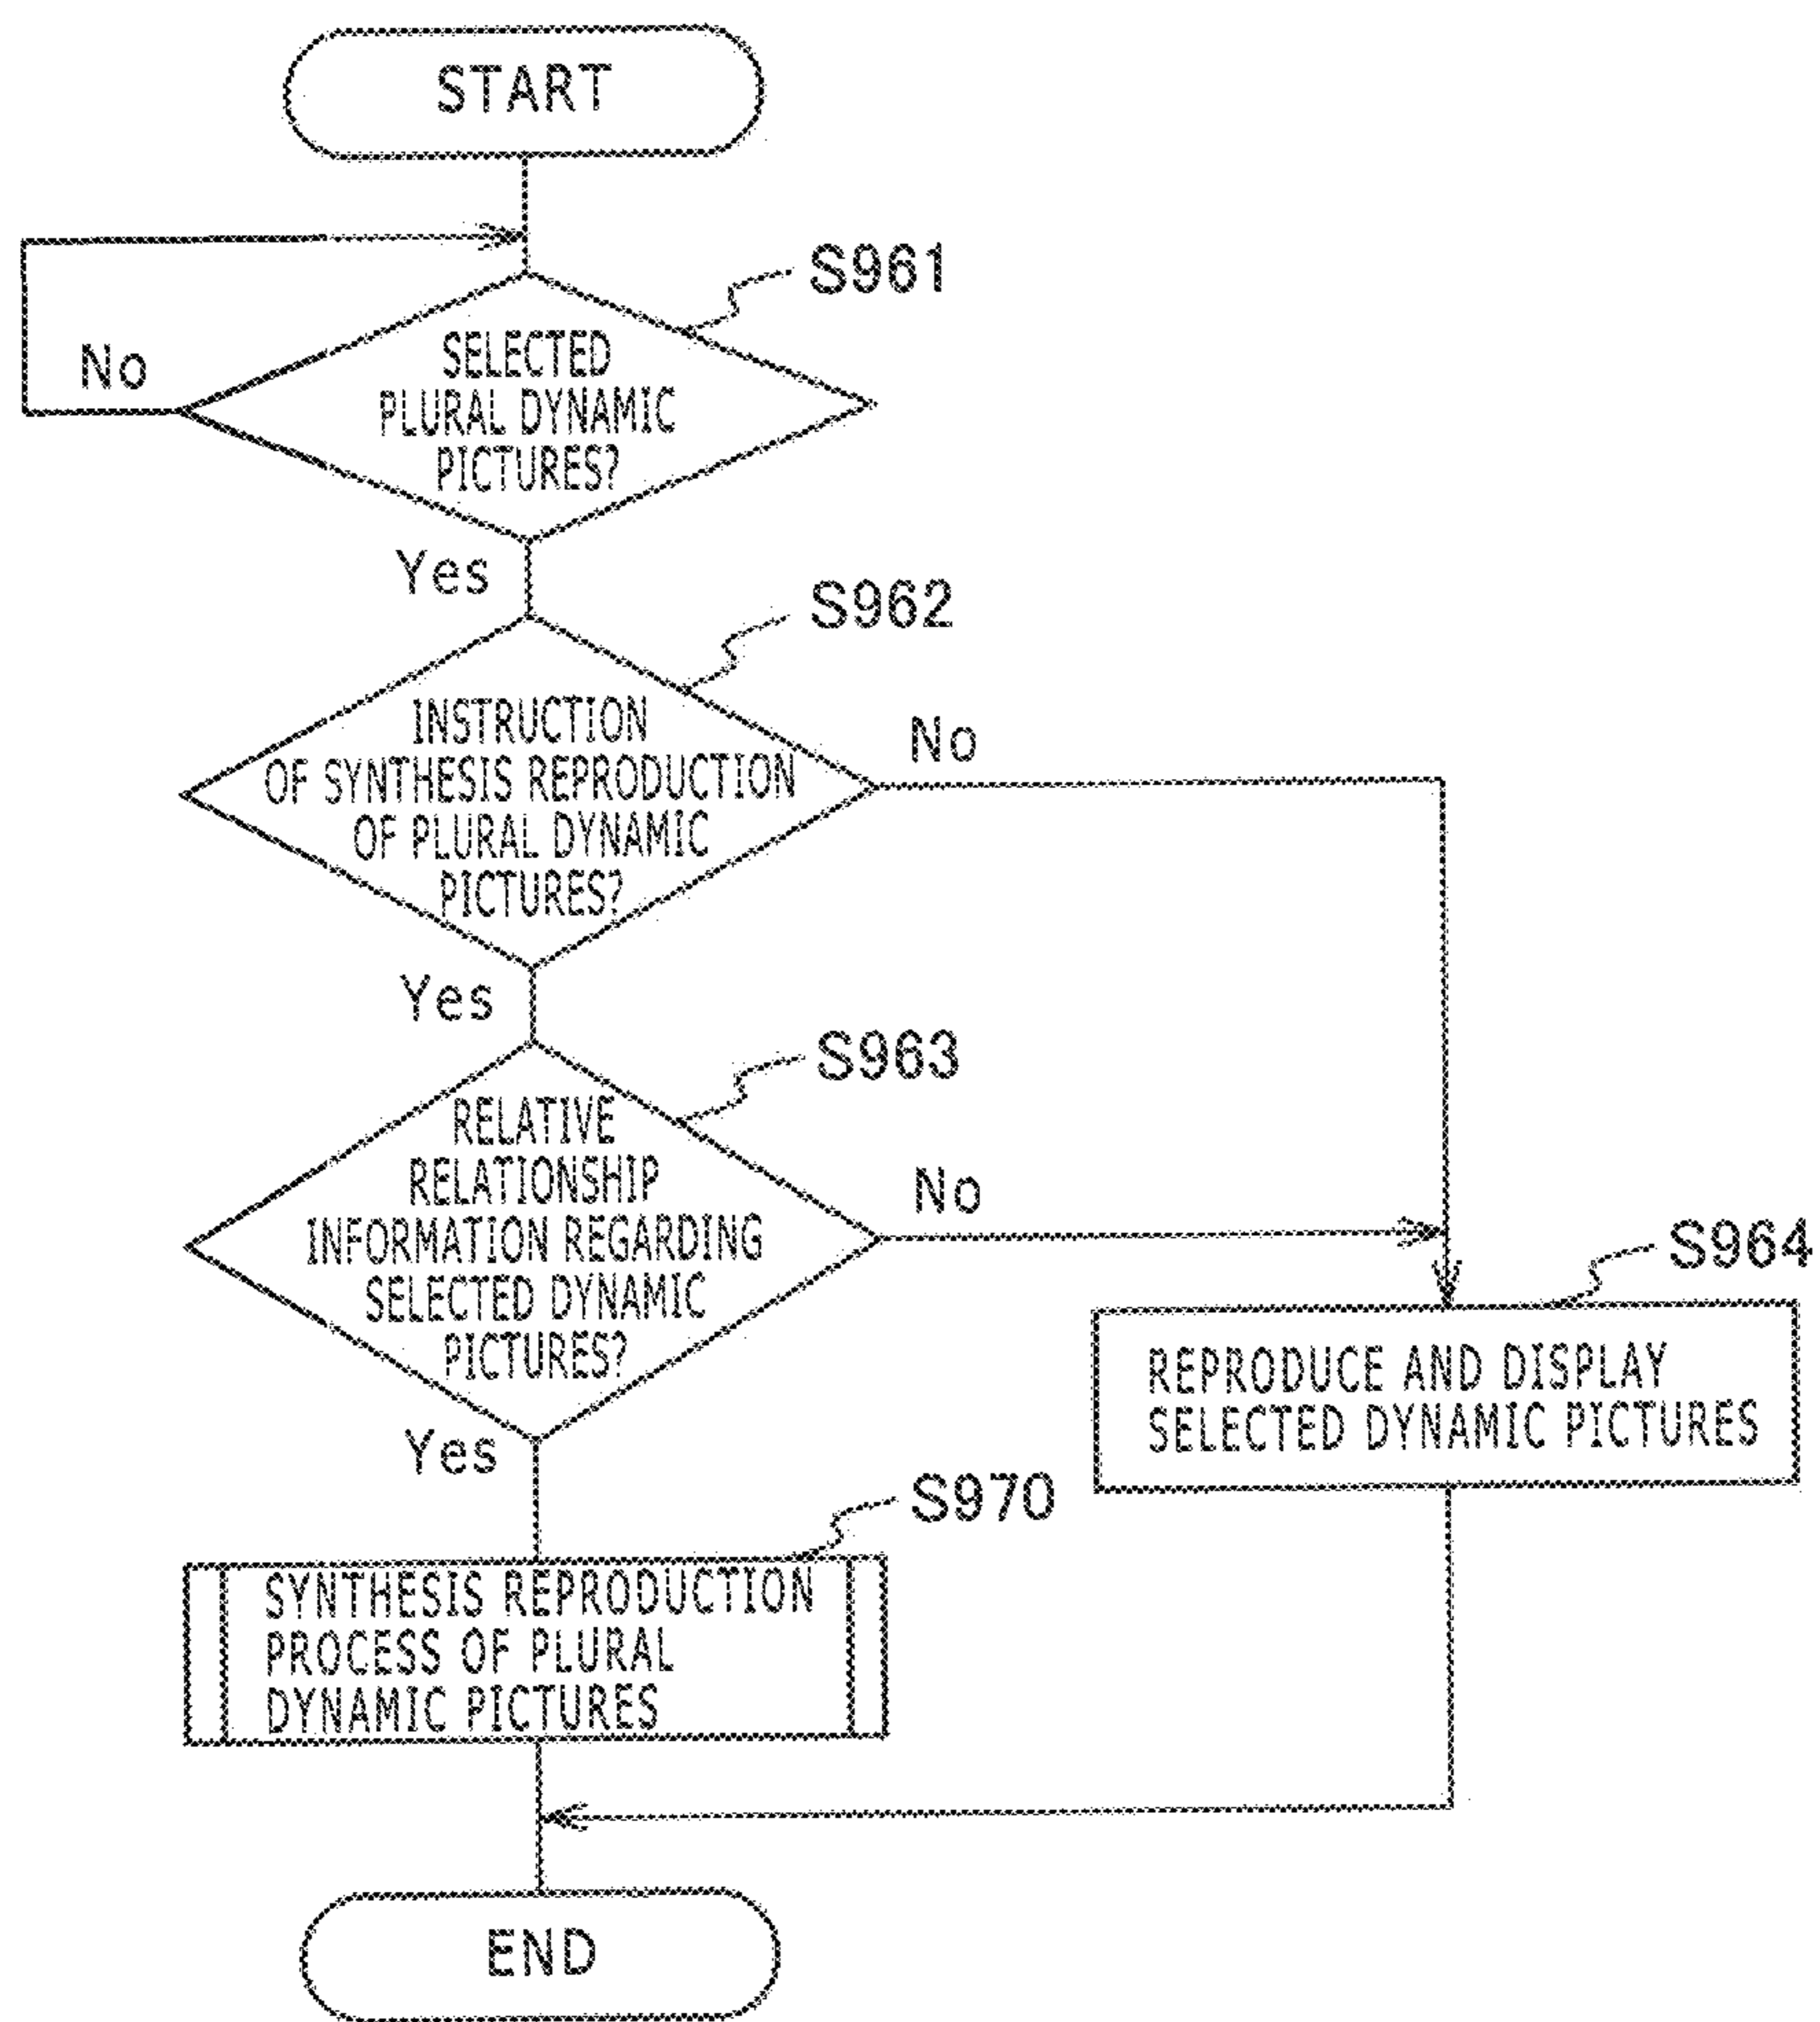 START
S961
No
SELECTED
PLURAL DYNAMIC
PICTURES?
Yes
S962
INSTRUCTION
OF SYNTHESIS REPRODUCTION
OF PLURAL DYNAMIC
PICTURES?
No
Yes
S963
RELATIVE
RELATIONSHIP
INFORMATION REGARDING
SELECTED DYNAMIC
PICTURES?
No
S964
REPRODUCE AND DISPLAY
SELECTED DYNAMIC PICTURES
Yes
S970
SYNTHESIS REPRODUCTION
PROCESS OF PLURAL
DYNAMIC PICTURES
END